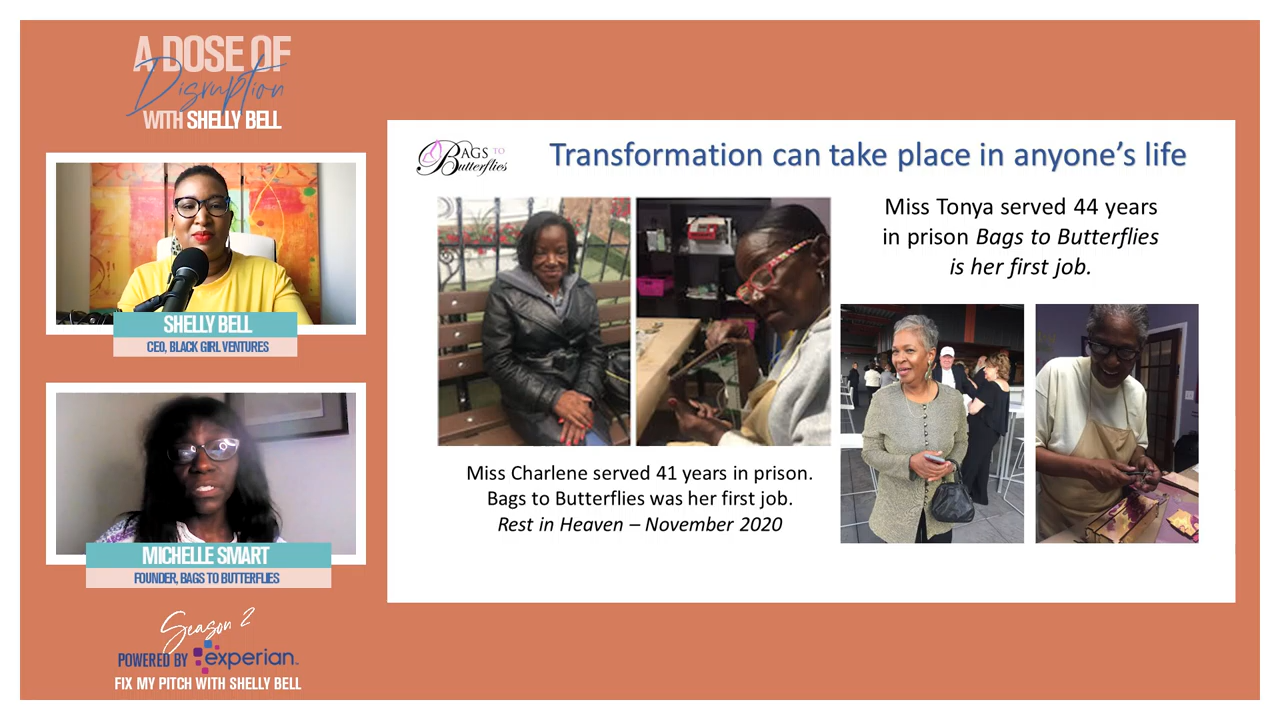 A DOSE OF
Disruption
WITH SHELLY BELL
SHELLY BELL
CEO, BLACK GIRL VENTURES
MICHELLE SMART
FOUNDER, BAGS TO BUTTERFLIES
Season 2
POWERED BY experian™
FIX MY PITCH WITH SHELLY BELL
BAGS TO
Butterflies
Transformation can take place in anyone's life
Miss Tonya served 44 years
in prison Bags to Butterflies
is her first job.
Miss Charlene served 41 years in prison.
Bags to Butterflies was her first job.
Rest in Heaven – November 2020